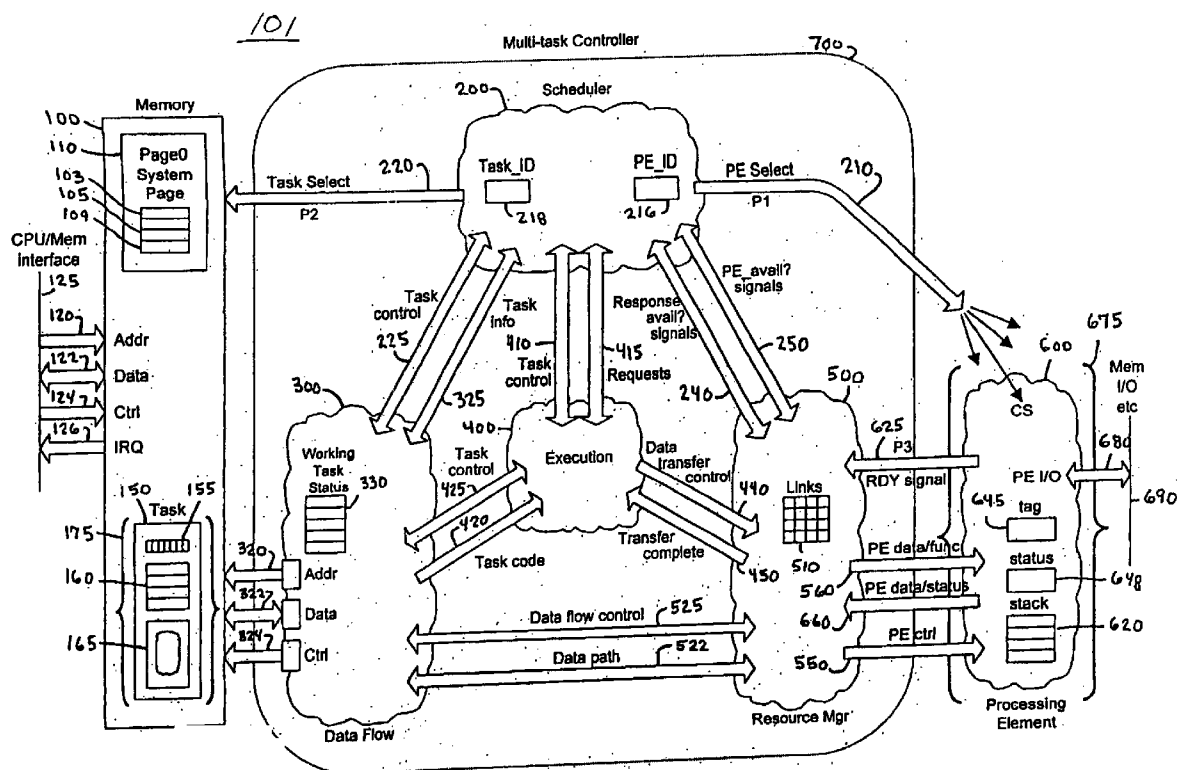 101
Multi-task Controller
700
200
Scheduler
Memory
100
110
Page0
System
Page
103
105
109
CPU/Mem
Interface
125
120
Addr
122
Data
124
Ctrl
126
IRQ
150
155
Task
175
160
165
Task Select
220
P2
Task_ID
218
PE_ID
216
PE Select
210
P1
Task
control
225
Task
info
325
410
Task
control
415
Requests
Response
avail?
signals
240
PE_avail?
signals
250
300
Working
Task
Status
330
400
Execution
Task
control
425
420
Task code
Data
transfer
control
440
Transfer
complete
450
500
Links
510
Resource Mgr
320
Addr
322
Data
324
Ctrl
Data Flow
Data flow control
525
Data path
522
625
P3
RDY signal
560
PE data/func
660
PE data/status
550
PE ctrl
600
675
CS
Mem
I/O
etc
680
PE I/O
690
645
tag
status
648
stack
620
Processing
Element